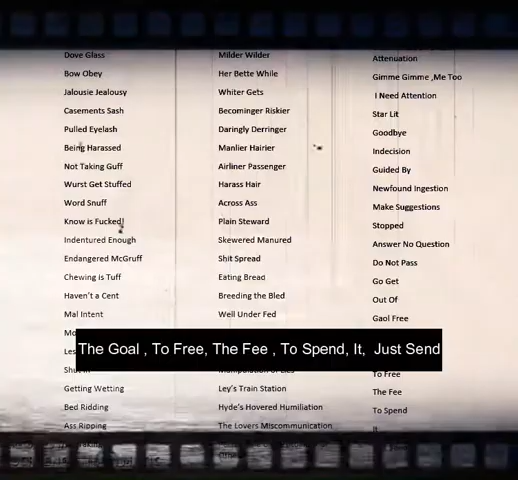 Dove Glass
Bow Obey
Jalousie Jealousy
Casements Sash
Pulled Eyelash
Being Harassed
Not Taking Guff
Wurst Get Stuffed
Word Snuff
Know is Fucked!
Indentured Enough
Endangered McGruff
Chewing is Tuff
Haven't a Cent
Mal Intent
Getting Wetting
Bed Ridding
Ass Ripping
Milder Wilder
Her Bette While
Whiter Gets
Becominger Riskier
Daringly Derringer
Manlier Hairier
Airliner Passenger
Harass Hair
Across Ass
Plain Steward
Skewered Manured
Shit Spread
Eating Bread
Breeding the Bled
Well Under Fed
Ley's Train Station
Hyde's Hovered Humiliation
The Lovers Miscommunication
Attenuation
Gimme Gimme ,Me Too
I Need Attention
Star Lit
Goodbye
Indecision
Guided By
Newfound Ingestion
Make Suggestions
Stopped
Answer No Question
Do Not Pass
Go Get
Out Of
Gaol Free
To Free
The Fee
To Spend
It
The Goal , To Free, The Fee , To Spend, It, Just Send